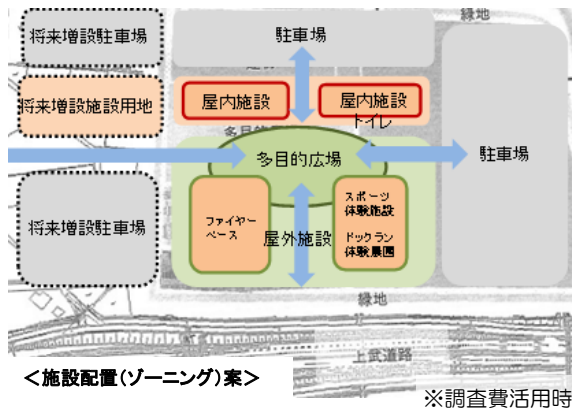 緑地
将来増設駐車場
駐車場
将来増設施設用地
屋内施設
屋内施設
トイレ
多目的広場
駐車場
将来増設駐車場
ファイヤー
ベース
屋外施設
スポーツ
体験施設
ドックラン
体験農園
緑地
上武道路
＜施設配置(ゾーニング)案＞
※調査費活用時